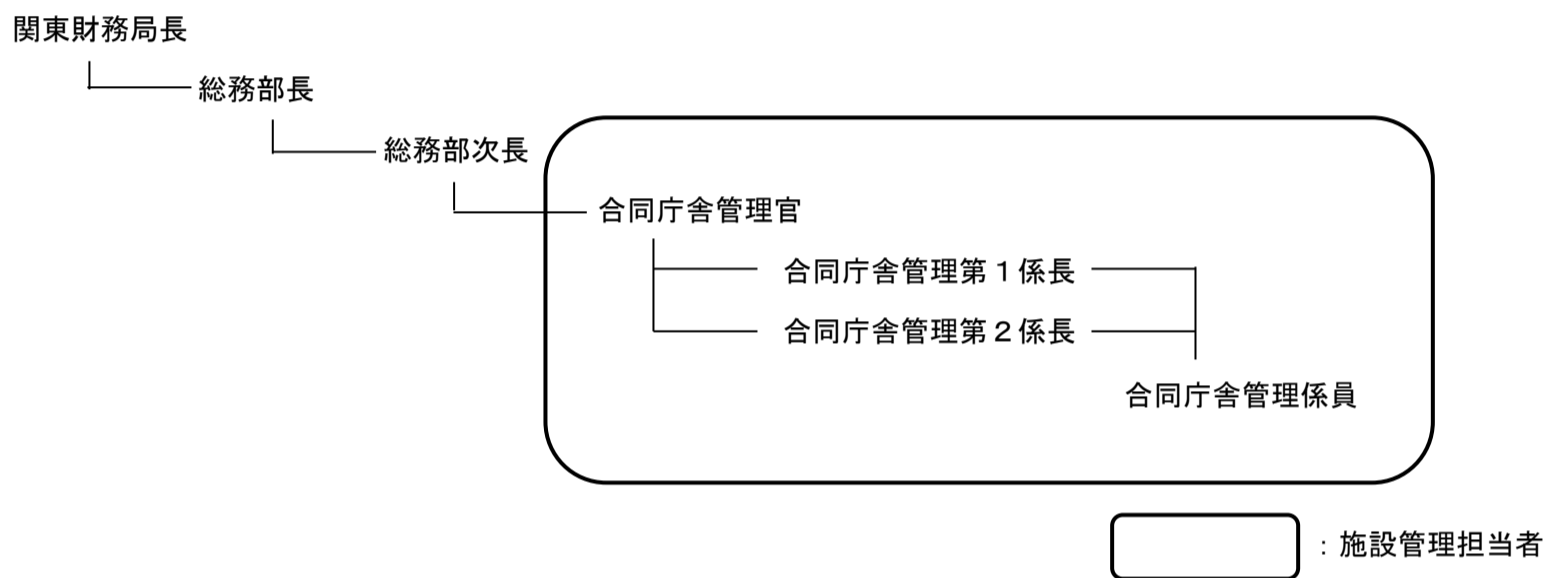 関東財務局長
総務部長
総務部次長
合同庁舎管理官
合同庁舎管理第１係長
合同庁舎管理第２係長
合同庁舎管理係員
：施設管理担当者